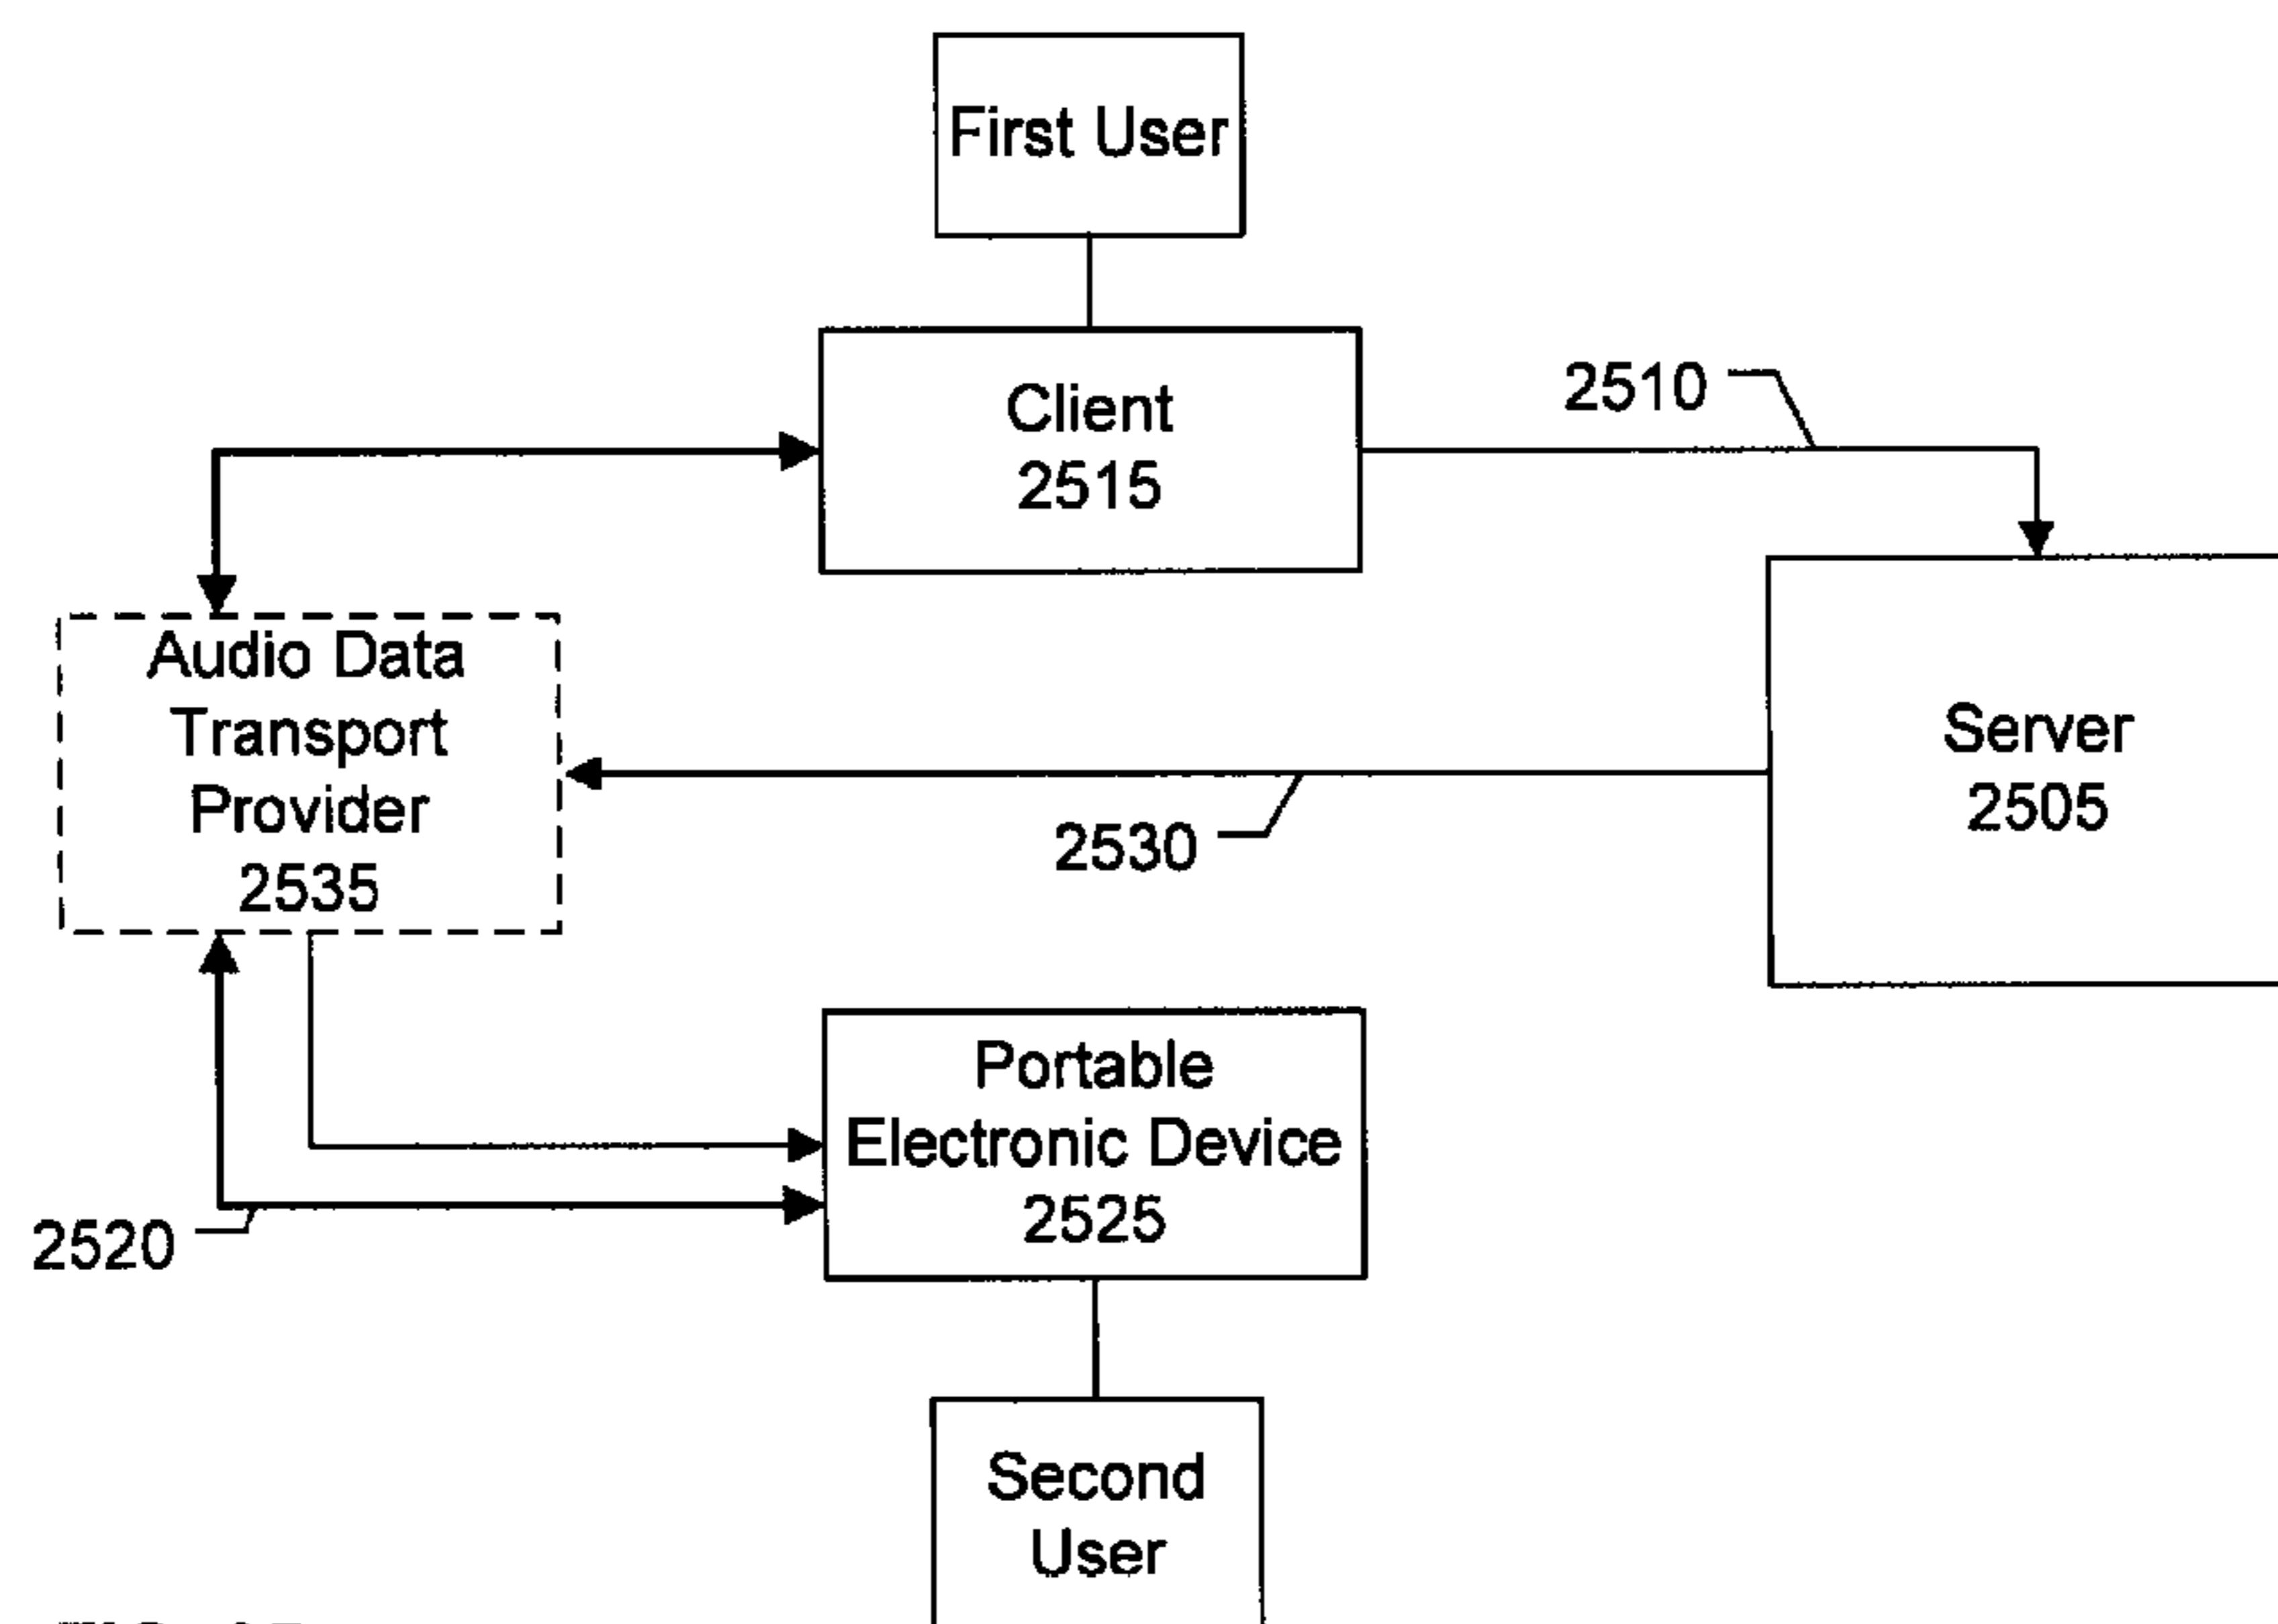 First User
Client
2515
2510
Audio Data
Transport
Provider
2535
Server
2505
2530
Portable
Electronic Device
2525
2520
Second
User